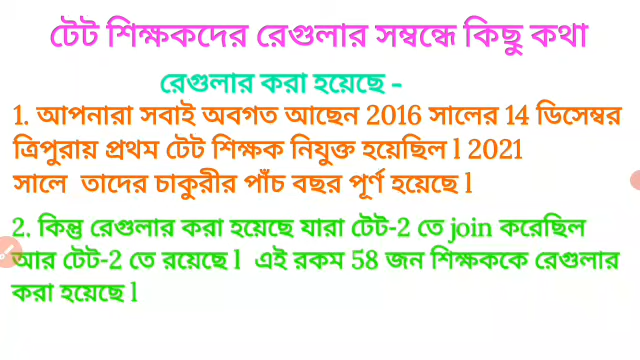 টেট শিক্ষকদের রেগুলার সম্বন্ধে কিছু কথা
রেগুলার করা হয়েছে -
1. আপনারা সবাই অবগত আছেন 2016 সালের 14 ডিসেম্বর
ত্রিপুরায় প্রথম টেট শিক্ষক নিযুক্ত হয়েছিল l 2021
সালে তাদের চাকুরীর পাঁচ বছর পূর্ণ হয়েছে l
2. কিন্তু রেগুলার করা হয়েছে যারা টেট-2 তে join করেছিল
আর টেট-2 তে রয়েছে l এই রকম 58 জন শিক্ষককে রেগুলার
করা হয়েছে l